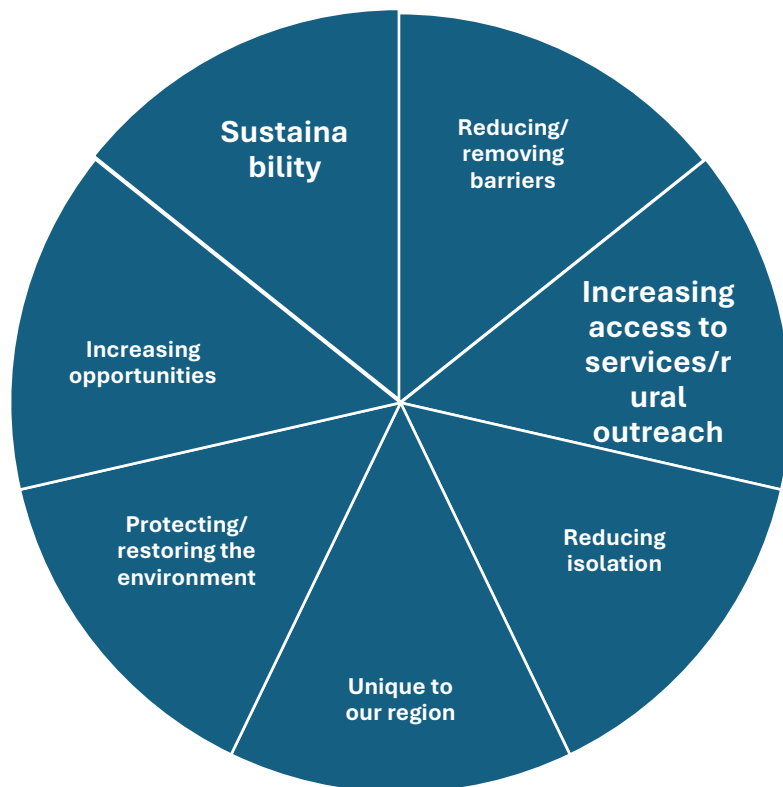 Sustaina
bility
Reducing/
removing
barriers
Increasing
access to
services/r
ural
outreach
Reducing
isolation
Unique to
our region
Protecting/
restoring the
environment
Increasing
opportunities